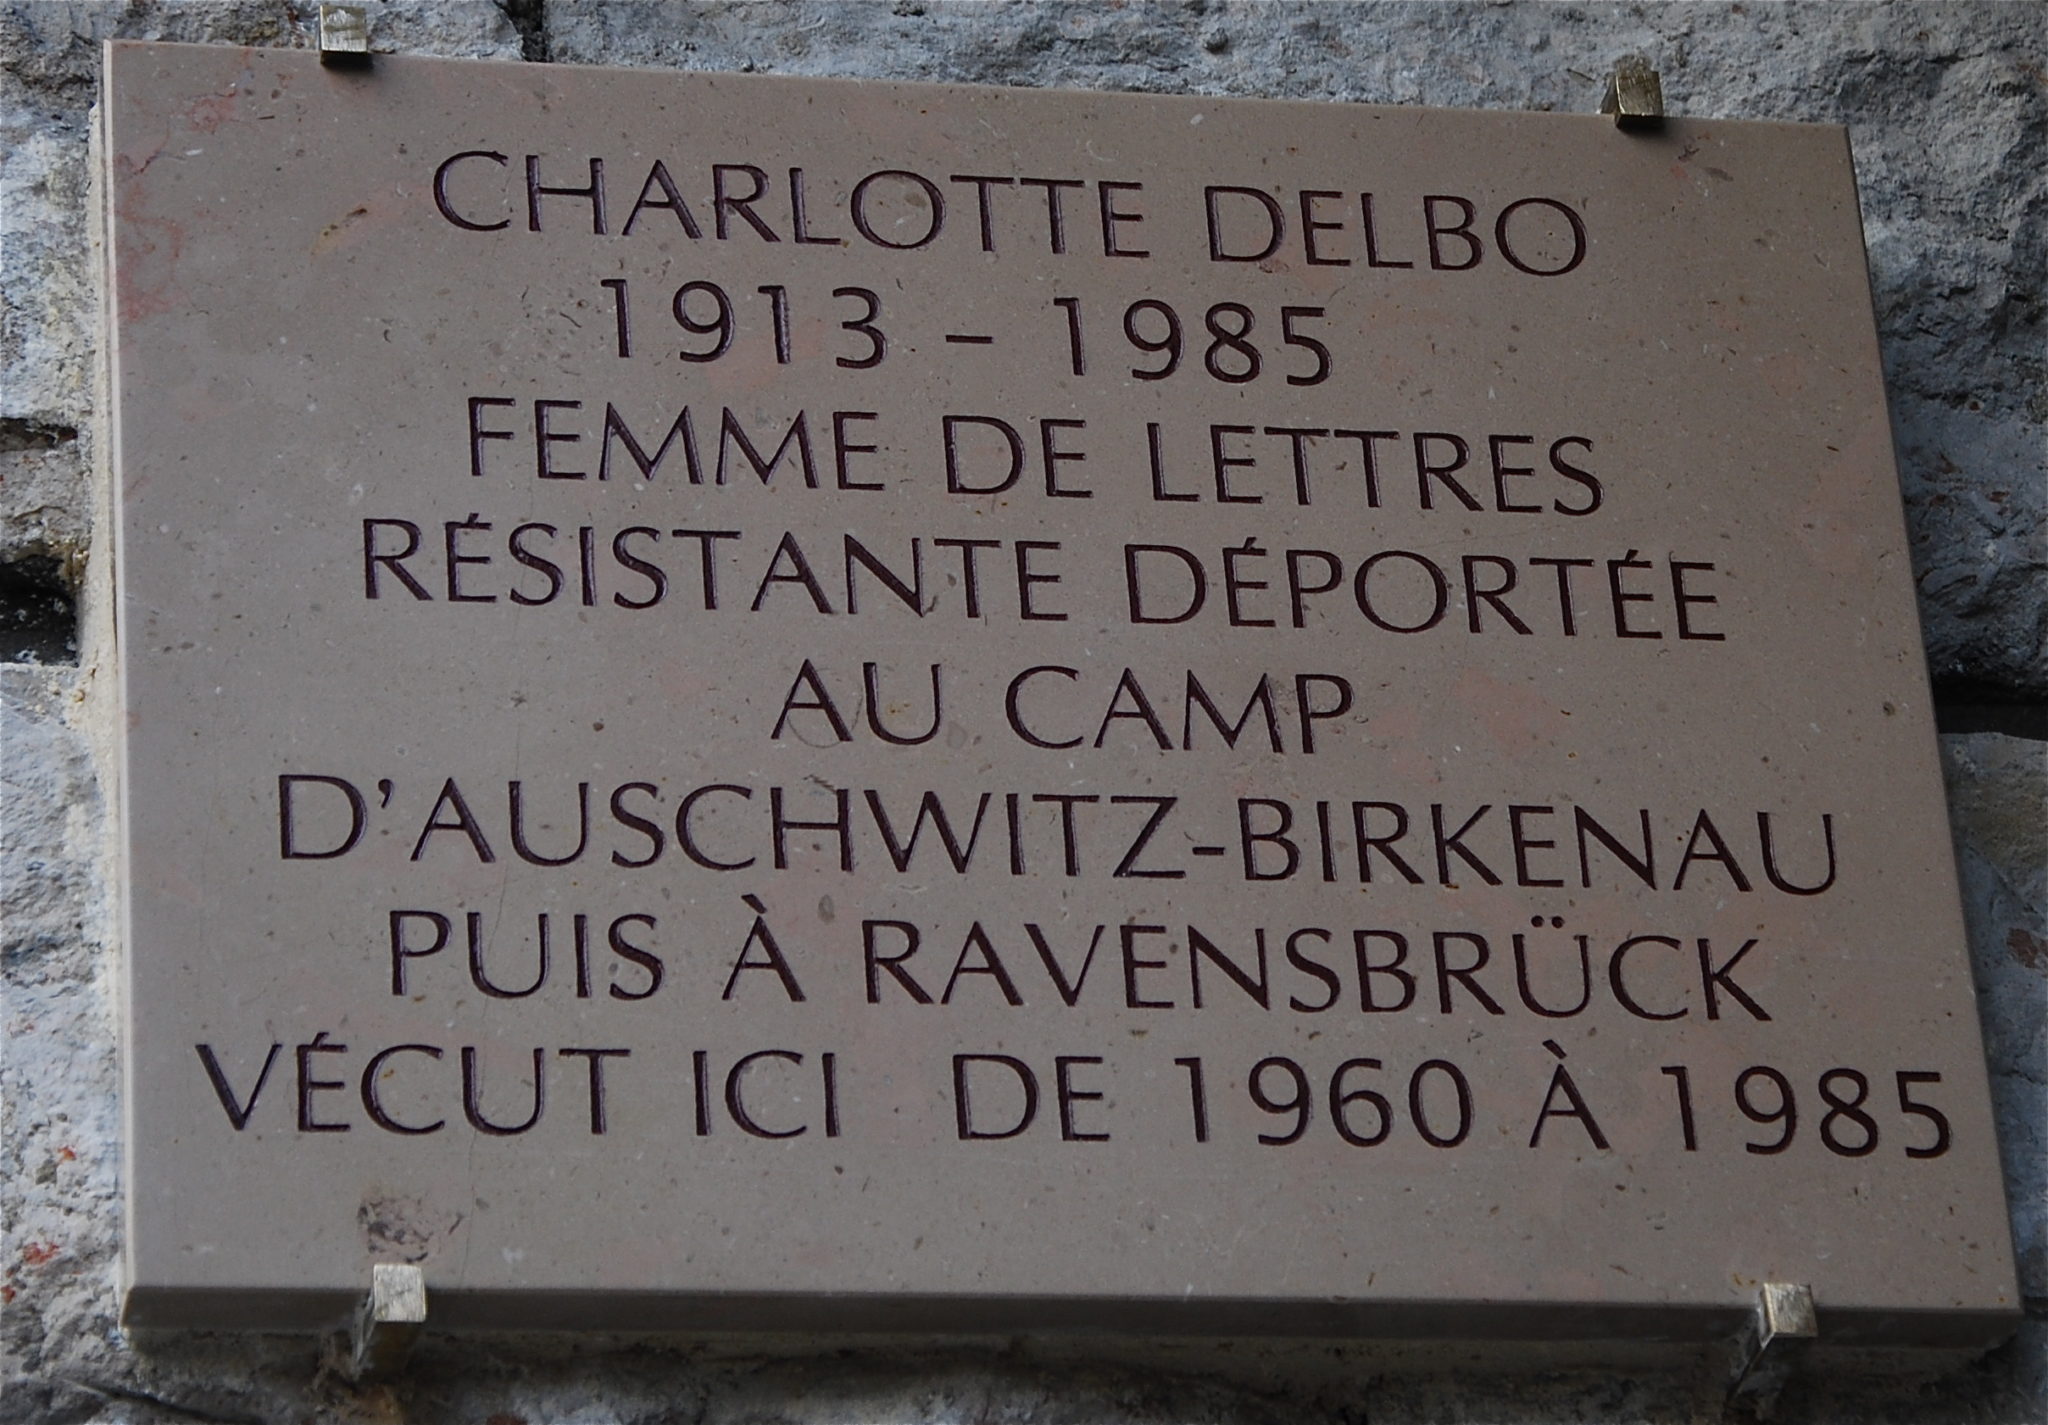 CHARLOTTE DELBO
1913 – 1985
FEMME DE LETTRES
RÉSISTANTE DÉPORTÉE
AU CAMP
D'AUSCHWITZ-BIRKENAU
PUIS À RAVENSBRÜCK
VÉCUT ICI DE 1960 À 1985